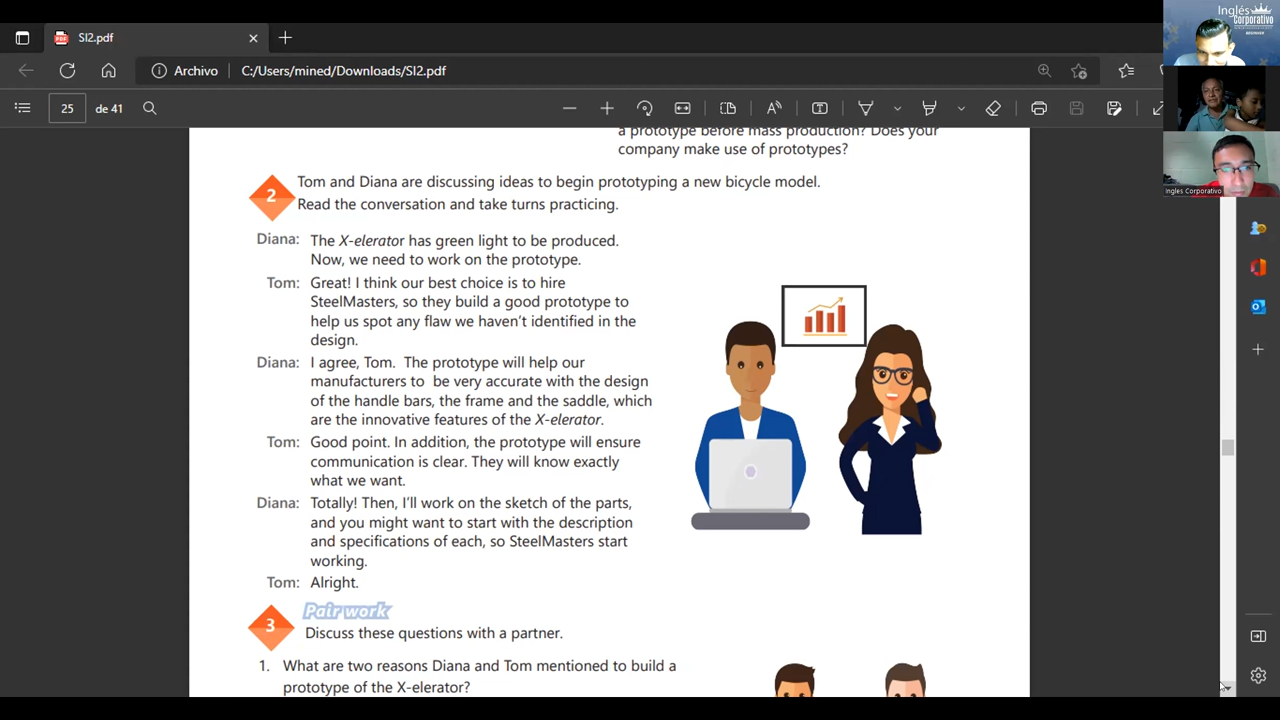 SI2.pdf
Archivo
C:/Users/mined/Downloads/SI2.pdf
25
de 41
Inglés
Corporativo
BEGINNER
Ingles Corporativo
a prototype before mass production? Does your
company make use of prototypes?
2
Tom and Diana are discussing ideas to begin prototyping a new bicycle model.
Read the conversation and take turns practicing.
Diana: The X-elerator has green light to be produced.
Now, we need to work on the prototype.
Tom: Great! I think our best choice is to hire
SteelMasters, so they build a good prototype to
help us spot any flaw we haven't identified in the
design.
Diana: I agree, Tom. The prototype will help our
manufacturers to be very accurate with the design
of the handle bars, the frame and the saddle, which
are the innovative features of the X-elerator.
Tom: Good point. In addition, the prototype will ensure
communication is clear. They will know exactly
what we want.
Diana: Totally! Then, I'll work on the sketch of the parts,
and you might want to start with the description
and specifications of each, so SteelMasters start
working.
Tom: Alright.
Pair work
3
Discuss these questions with a partner.
1. What are two reasons Diana and Tom mentioned to build a
prototype of the X-elerator?